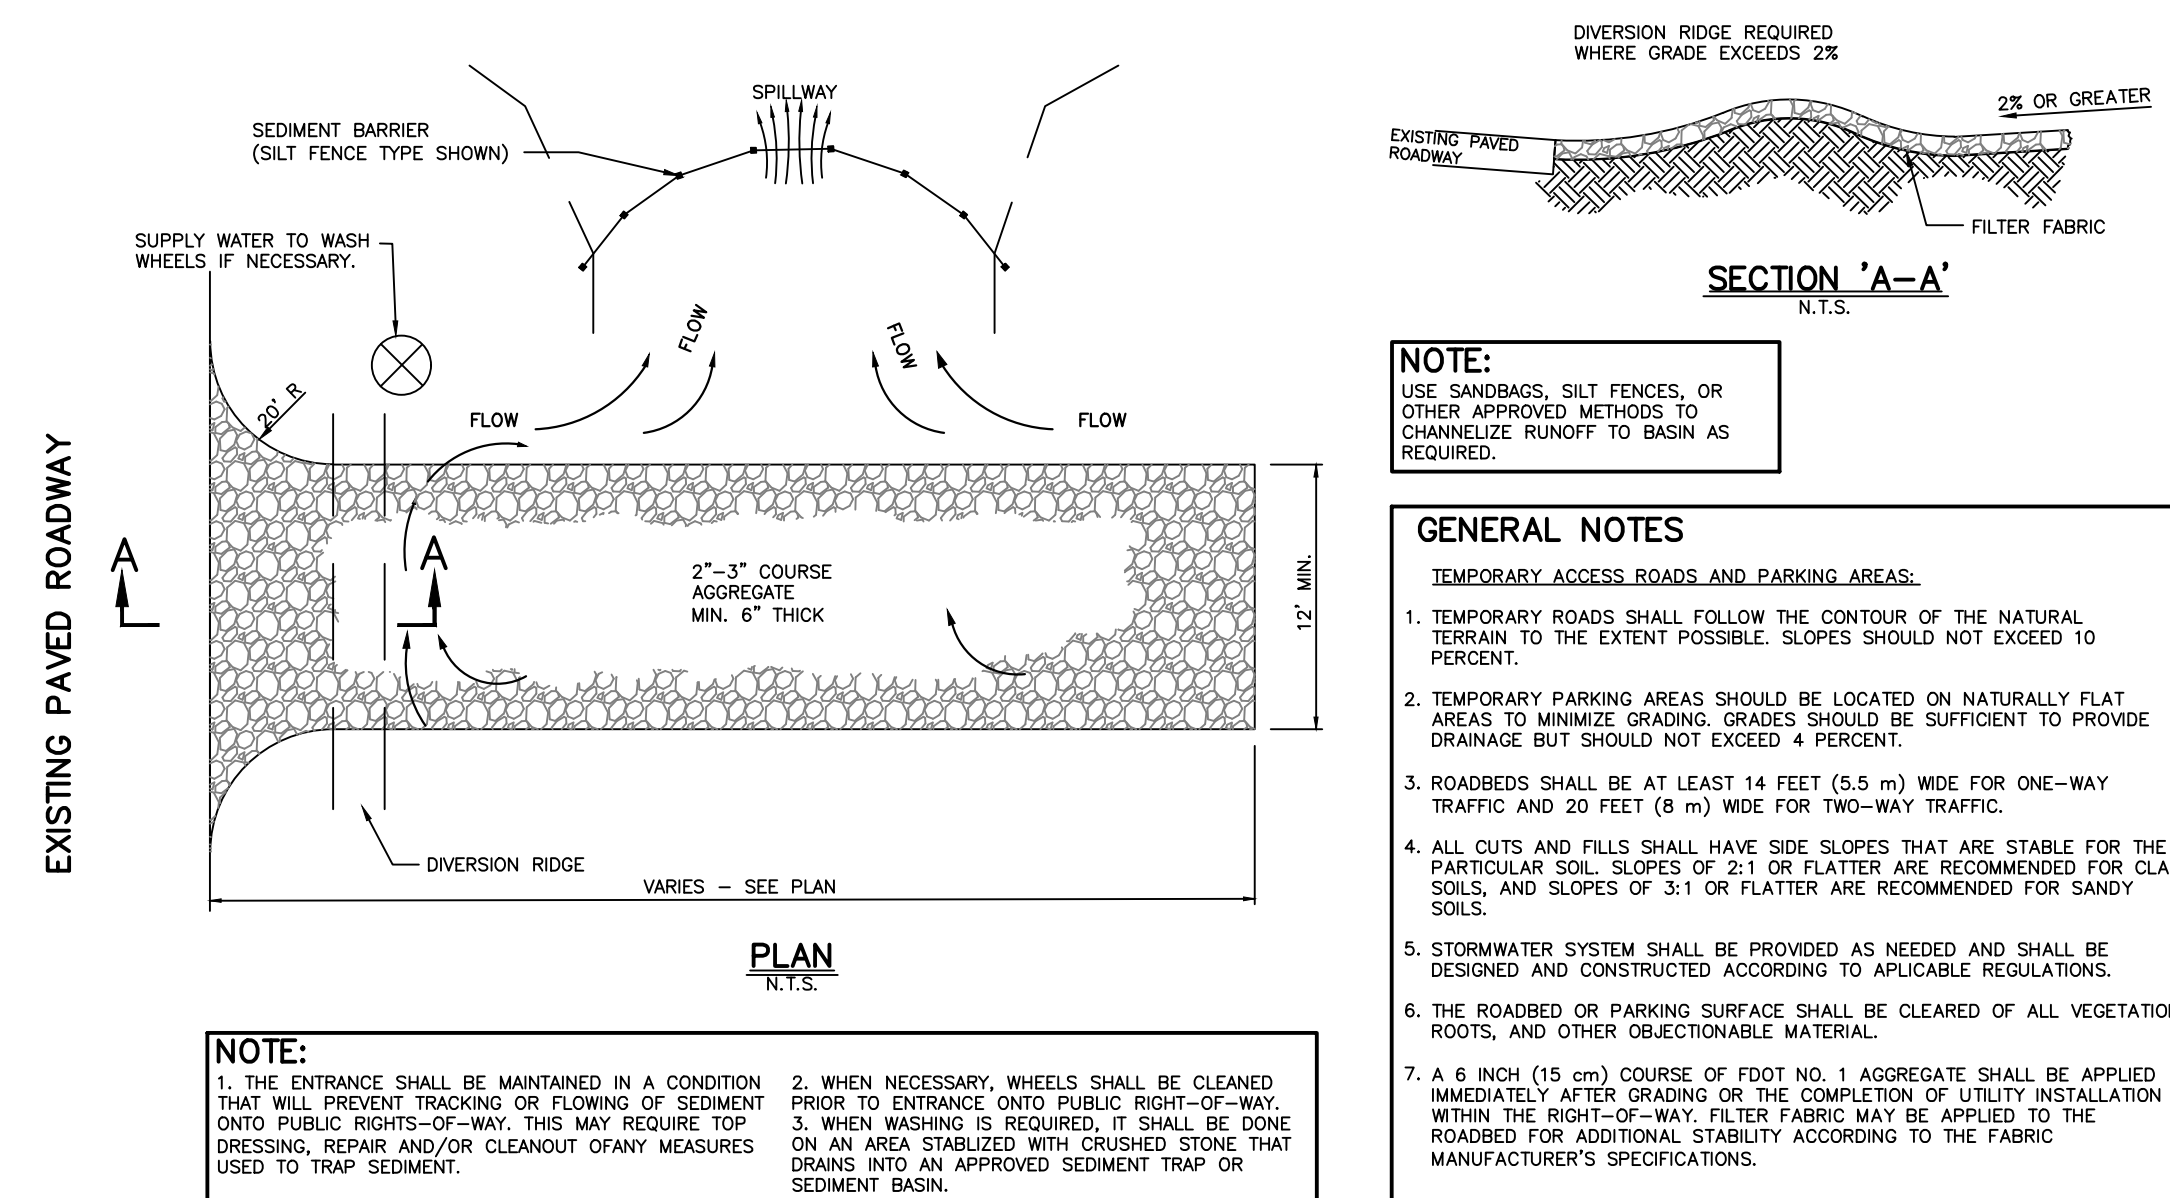 DIVERSION RIDGE REQUIRED
WHERE GRADE EXCEEDS 2%
2% OR GREATER
EXISTING PAVED
ROADWAY
FILTER FABRIC
SECTION 'A-A'
N.T.S.
SPILLWAY
SEDIMENT BARRIER
(SILT FENCE TYPE SHOWN)
SUPPLY WATER TO WASH
WHEELS IF NECESSARY.
FLOW
FLOW
20' R
FLOW
FLOW
EXISTING PAVED ROADWAY
A
A
2"-3" COURSE
AGGREGATE
MIN. 6" THICK
12' MIN.
DIVERSION RIDGE
VARIES - SEE PLAN
PLAN
N.T.S.
NOTE:
1. THE ENTRANCE SHALL BE MAINTAINED IN A CONDITION
THAT WILL PREVENT TRACKING OR FLOWING OF SEDIMENT
ONTO PUBLIC RIGHTS-OF-WAY. THIS MAY REQUIRE TOP
DRESSING, REPAIR AND/OR CLEANOUT OFANY MEASURES
USED TO TRAP SEDIMENT.
2. WHEN NECESSARY, WHEELS SHALL BE CLEANED
PRIOR TO ENTRANCE ONTO PUBLIC RIGHT-OF-WAY.
3. WHEN WASHING IS REQUIRED, IT SHALL BE DONE
ON AN AREA STABLIZED WITH CRUSHED STONE THAT
DRAINS INTO AN APPROVED SEDIMENT TRAP OR
SEDIMENT BASIN.
NOTE:
USE SANDBAGS, SILT FENCES, OR
OTHER APPROVED METHODS TO
CHANNELIZE RUNOFF TO BASIN AS
REQUIRED.
GENERAL NOTES
TEMPORARY ACCESS ROADS AND PARKING AREAS:
1. TEMPORARY ROADS SHALL FOLLOW THE CONTOUR OF THE NATURAL
TERRAIN TO THE EXTENT POSSIBLE. SLOPES SHOULD NOT EXCEED 10
PERCENT.
2. TEMPORARY PARKING AREAS SHOULD BE LOCATED ON NATURALLY FLAT
AREAS TO MINIMIZE GRADING. GRADES SHOULD BE SUFFICIENT TO PROVIDE
DRAINAGE BUT SHOULD NOT EXCEED 4 PERCENT.
3. ROADBEDS SHALL BE AT LEAST 14 FEET (5.5 m) WIDE FOR ONE-WAY
TRAFFIC AND 20 FEET (8 m) WIDE FOR TWO-WAY TRAFFIC.
4. ALL CUTS AND FILLS SHALL HAVE SIDE SLOPES THAT ARE STABLE FOR THE
PARTICULAR SOIL. SLOPES OF 2:1 OR FLATTER ARE RECOMMENDED FOR CLA
SOILS, AND SLOPES OF 3:1 OR FLATTER ARE RECOMMENDED FOR SANDY
SOILS.
5. STORMWATER SYSTEM SHALL BE PROVIDED AS NEEDED AND SHALL BE
DESIGNED AND CONSTRUCTED ACCORDING TO APLICABLE REGULATIONS.
6. THE ROADBED OR PARKING SURFACE SHALL BE CLEARED OF ALL VEGETATIO
ROOTS, AND OTHER OBJECTIONABLE MATERIAL.
7. A 6 INCH (15 cm) COURSE OF FDOT NO. 1 AGGREGATE SHALL BE APPLIED
IMMEDIATELY AFTER GRADING OR THE COMPLETION OF UTILITY INSTALLATION
WITHIN THE RIGHT-OF-WAY. FILTER FABRIC MAY BE APPLIED TO THE
ROADBED FOR ADDITIONAL STABILITY ACCORDING TO THE FABRIC
MANUFACTURER'S SPECIFICATIONS.